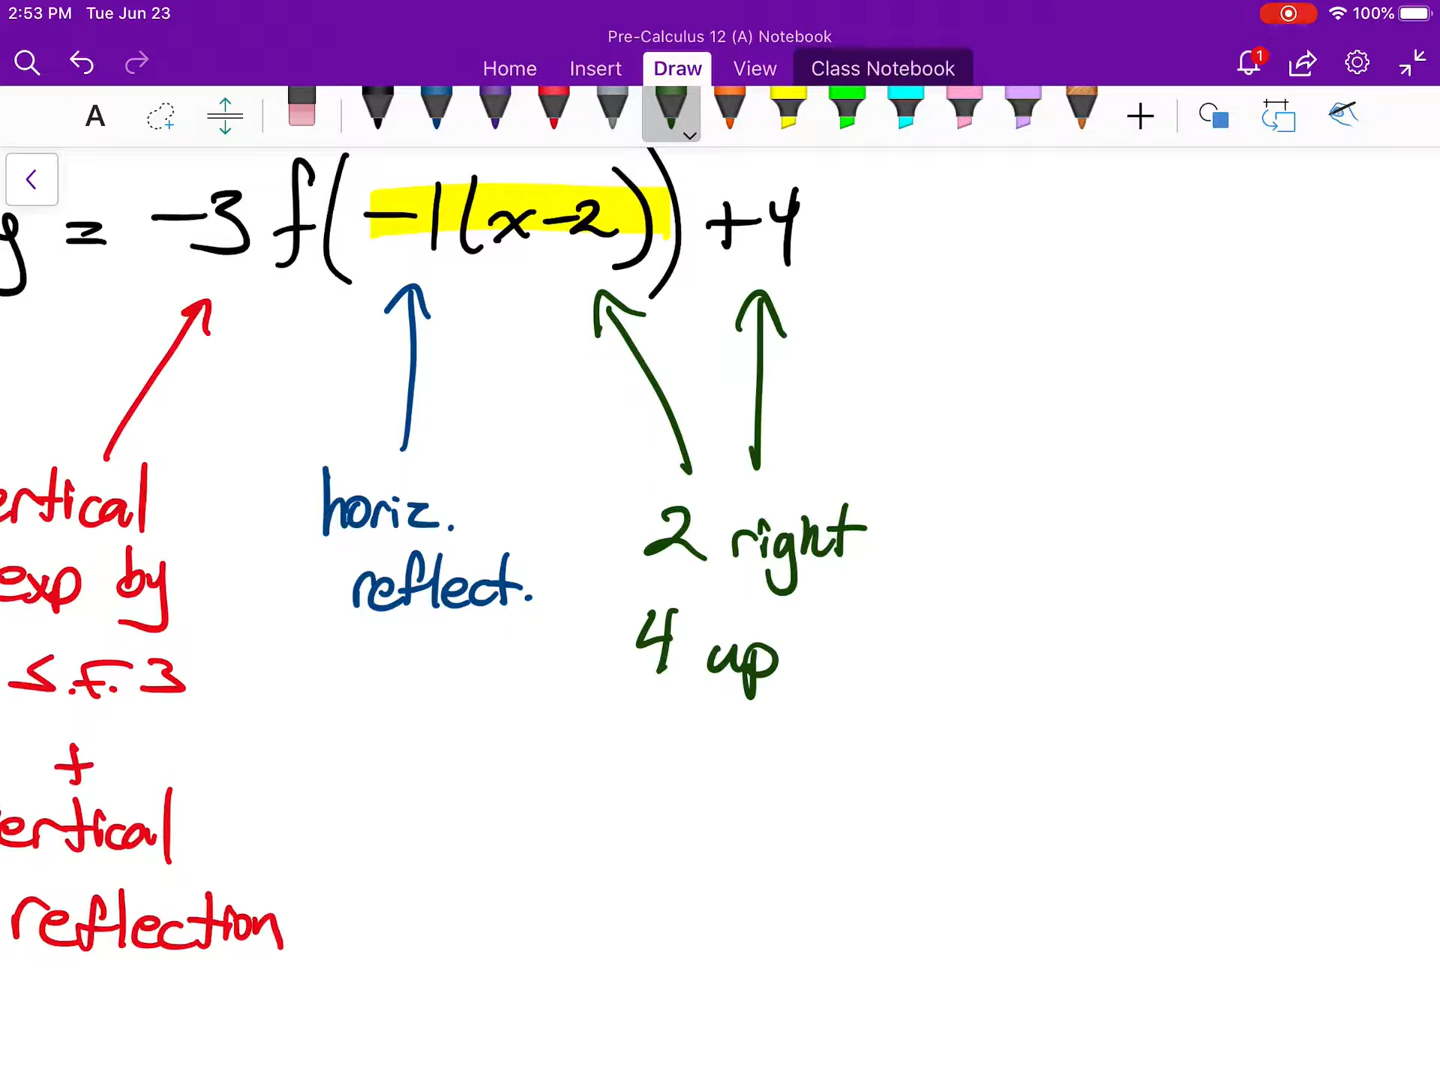 2:53 PM Tue Jun 23
100%
Pre-Calculus 12 (A) Notebook
Home Insert Draw View Class Notebook
1
A
y = -3 f(-1(x-2)) +4
ertical
exp by
S.F. 3
+
ertical
reflection
horiz.
reflect.
2 right
4 up